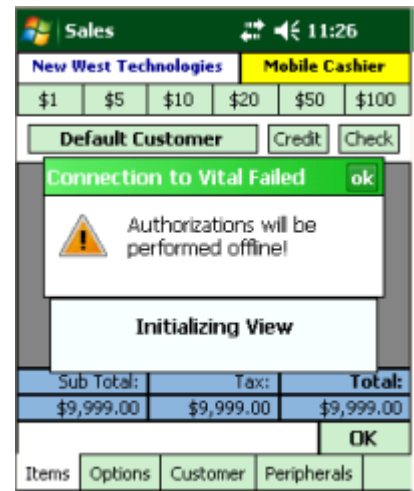 Sales 11:26
New West Technologies Mobile Cashier
$1 $5 $10 $20 $50 $100
Default Customer Credit Check
Connection to Vital Failed ok
Authorizations will be
performed offline!
Initializing View
Sub Total: Tax: Total:
$9,999.00 $9,999.00 $9,999.00
OK
Items Options Customer Peripherals